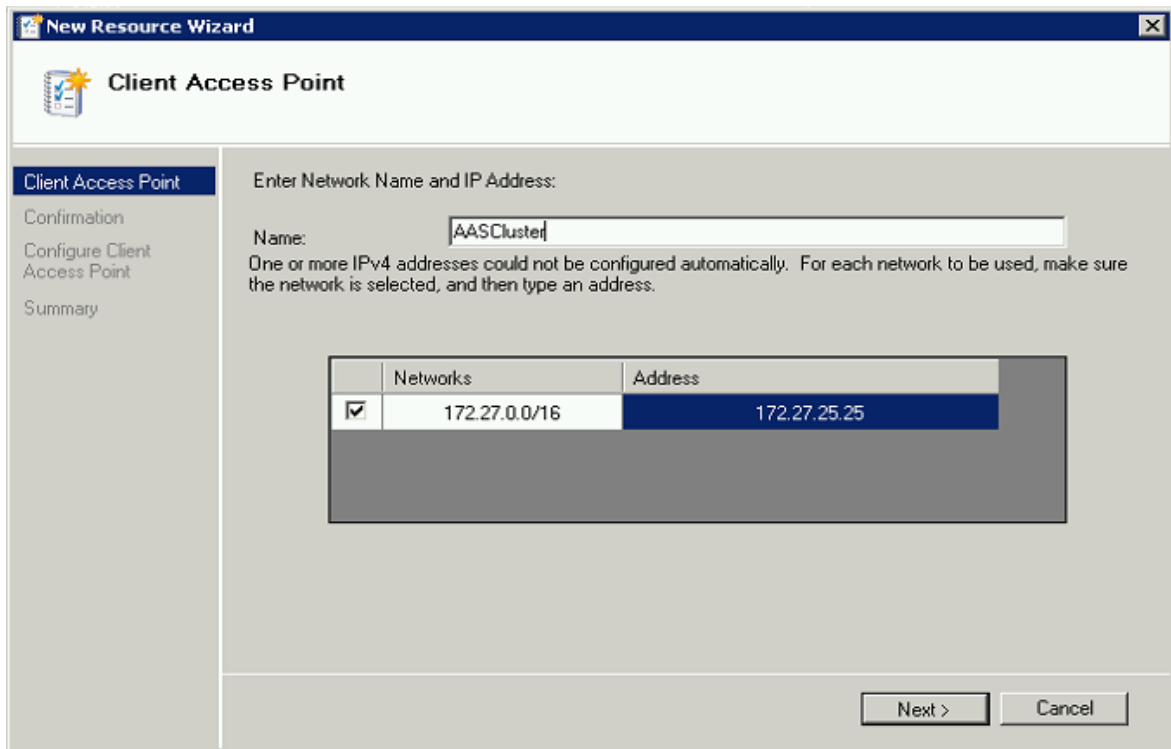 New Resource Wizard
Client Access Point
Client Access Point
Confirmation
Configure Client
Access Point
Summary
Enter Network Name and IP Address:
Name:
AASCluster
One or more IPv4 addresses could not be configured automatically. For each network to be used, make sure
the network is selected, and then type an address.
Networks Address
172.27.0.0/16 172.27.25.25
Next > Cancel